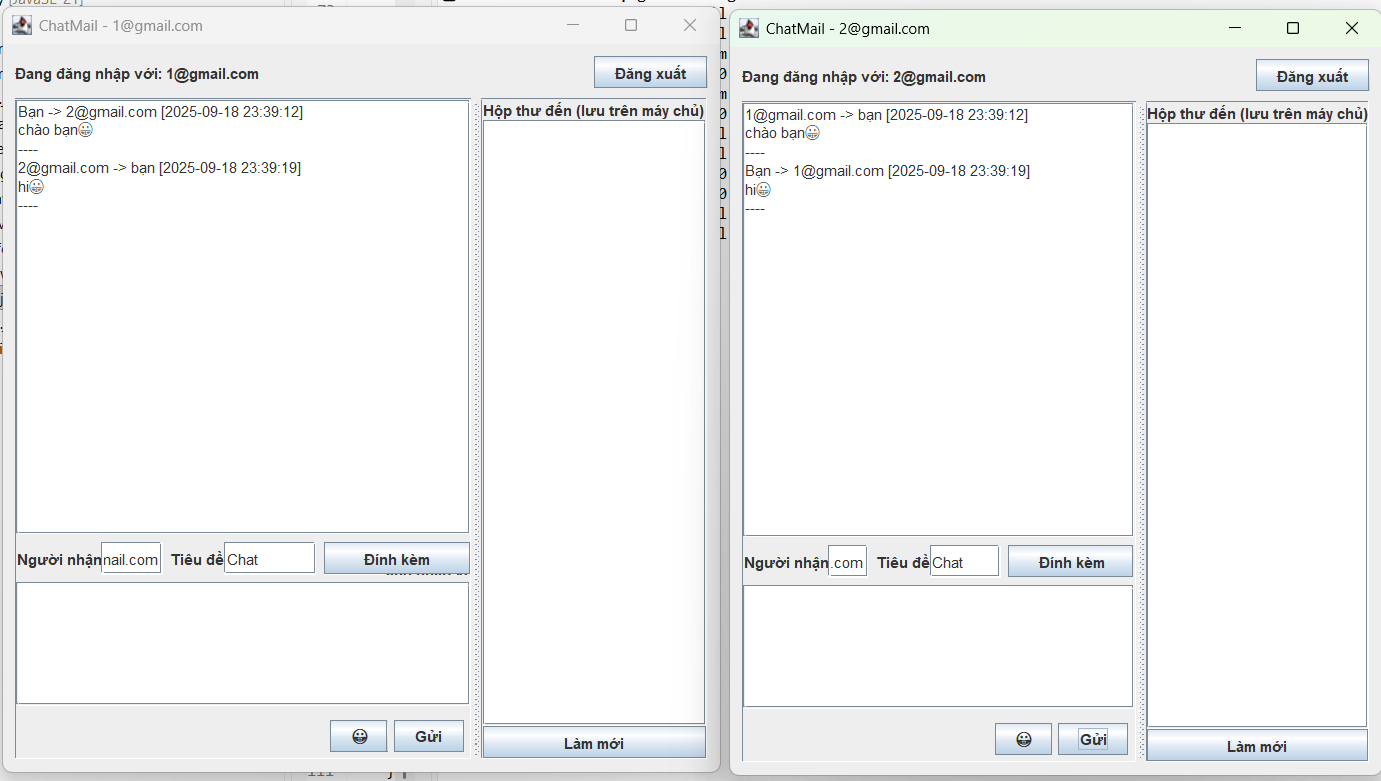 ChatMail - 1@gmail.com
Đang đăng nhập với: 1@gmail.com
Đăng xuất
Bạn -> 2@gmail.com [2025-09-18 23:39:12]
chào bạn😀
----
2@gmail.com -> bạn [2025-09-18 23:39:19]
hi😀
----
Hộp thư đến (lưu trên máy chủ)
Người nhận
nail.com
Tiêu đề
Chat
Đính kèm
😀
Gửi
Làm mới
ChatMail - 2@gmail.com
Đang đăng nhập với: 2@gmail.com
Đăng xuất
1@gmail.com -> bạn [2025-09-18 23:39:12]
chào bạn😀
----
Bạn -> 1@gmail.com [2025-09-18 23:39:19]
hi😀
----
Hộp thư đến (lưu trên máy chủ)
Người nhận
.com
Tiêu đề
Chat
Đính kèm
😀
Gửi
Làm mới